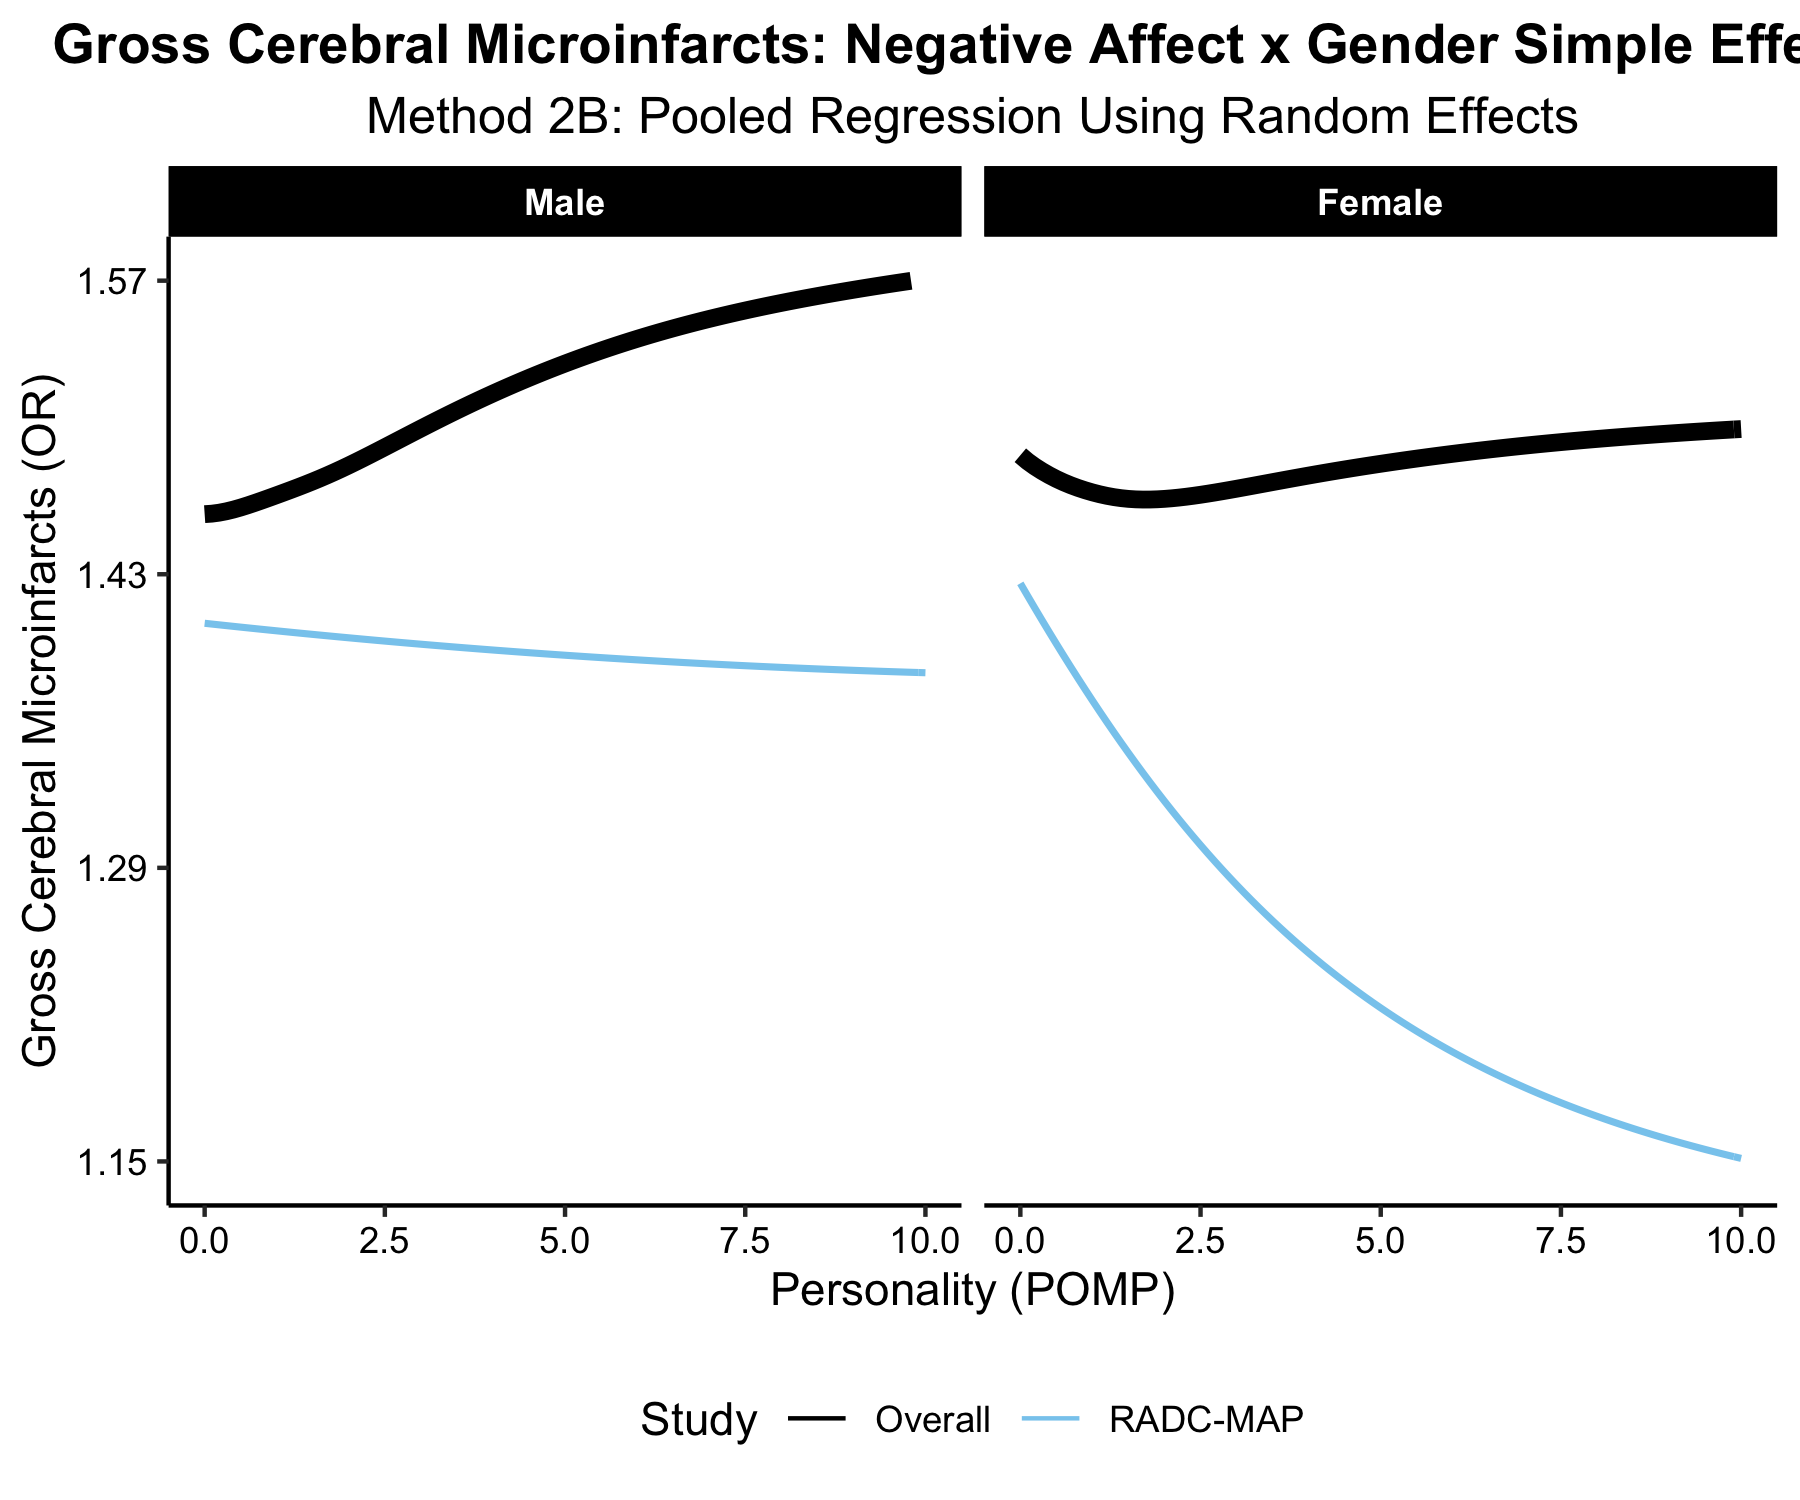 Gross Cerebral Microinfarcts: Negative Affect x Gender Simple Effe
Method 2B: Pooled Regression Using Random Effects
Male
Female
Gross Cerebral Microinfarcts (OR)
1.57
1.43
1.29
1.15
0.0 2.5 5.0 7.5 10.0
0.0 2.5 5.0 7.5 10.0
Personality (POMP)
Study Overall RADC-MAP